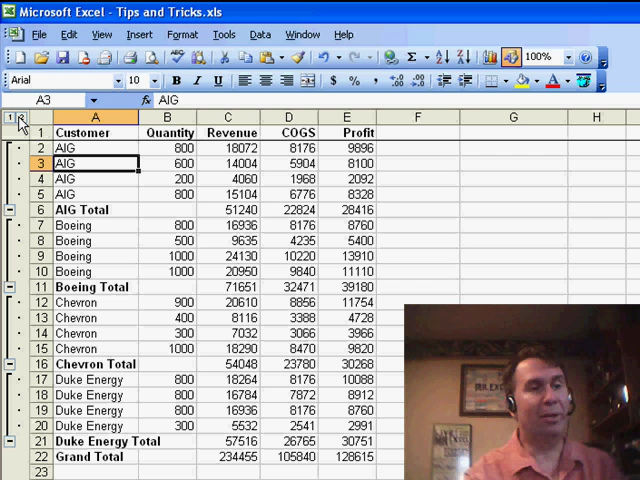 Microsoft Excel - Tips and Tricks.xls
File Edit View Insert Format Tools Data Window Help
100%
Arial 10 B I U $ % ,
A3 fx AIG
1 2 A B C D E F G H
1 Customer Quantity Revenue COGS Profit
2 AIG 800 18072 8176 9896
3 AIG 600 14004 5904 8100
4 AIG 200 4060 1968 2092
5 AIG 800 15104 6776 8328
6 AIG Total 51240 22824 28416
7 Boeing 800 16936 8176 8760
8 Boeing 500 9635 4235 5400
9 Boeing 1000 24130 10220 13910
10 Boeing 1000 20950 9840 11110
11 Boeing Total 71651 32471 39180
12 Chevron 900 20610 8856 11754
13 Chevron 400 8116 3388 4728
14 Chevron 300 7032 3066 3966
15 Chevron 1000 18290 8470 9820
16 Chevron Total 54048 23780 30268
17 Duke Energy 800 18264 8176 10088
18 Duke Energy 800 16784 7872 8912
19 Duke Energy 800 16936 8176 8760
20 Duke Energy 300 5532 2541 2991
21 Duke Energy Total 57516 26765 30751
22 Grand Total 234455 105840 128615
23